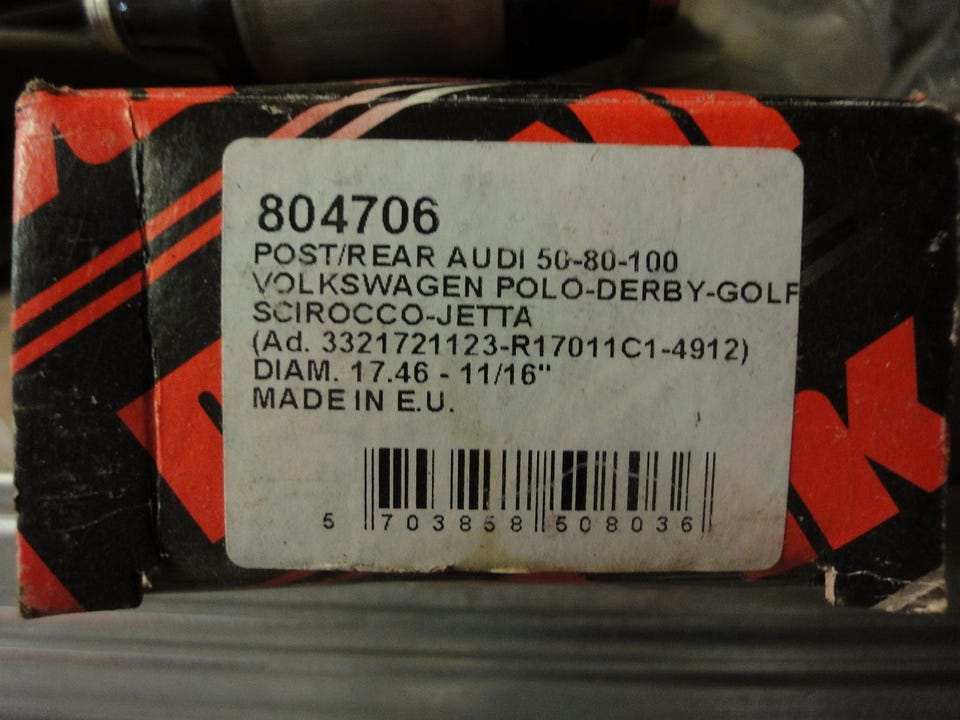 804706
POST/REAR AUDI 50-80-100
VOLKSWAGEN POLO-DERBY-GOLF
SCIROCCO-JETTA
(Ad. 3321721123-R17011C1-4912)
DIAM. 17.46 - 11/16"
MADE IN E.U.
5 703858 508036